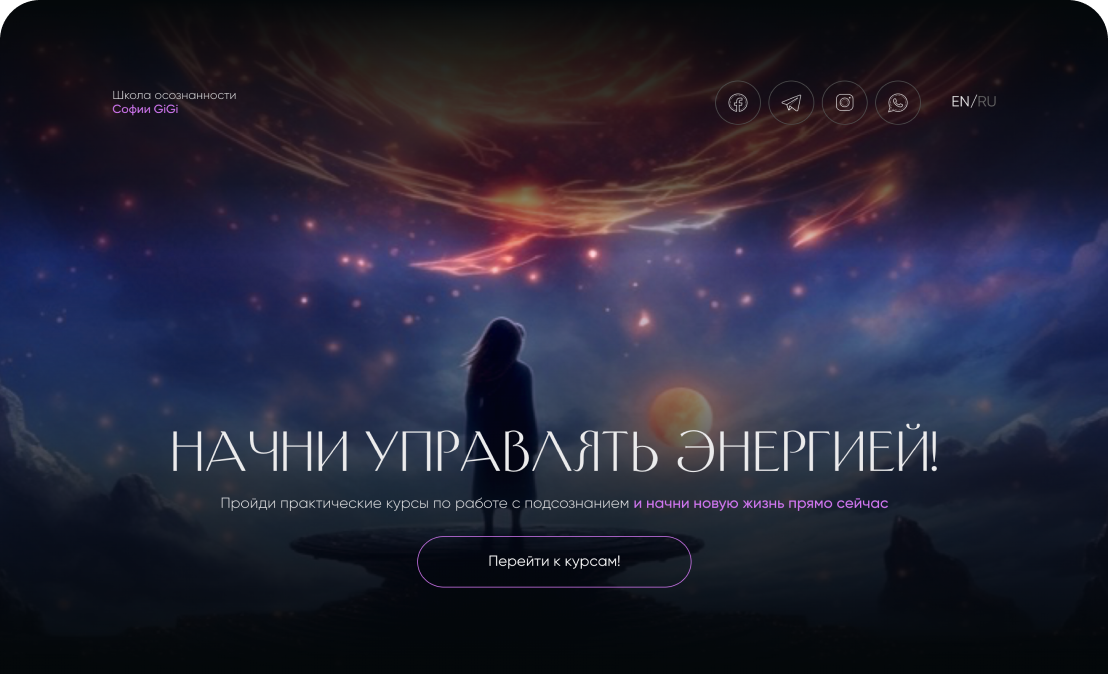 Школа осознанности
Софии GiGi
EN/RU
НАЧНИ УПРАВЛЯТЬ ЭНЕРГИЕЙ!
Пройди практические курсы по работе с подсознанием и начни новую жизнь прямо сейчас
Перейти к курсам!